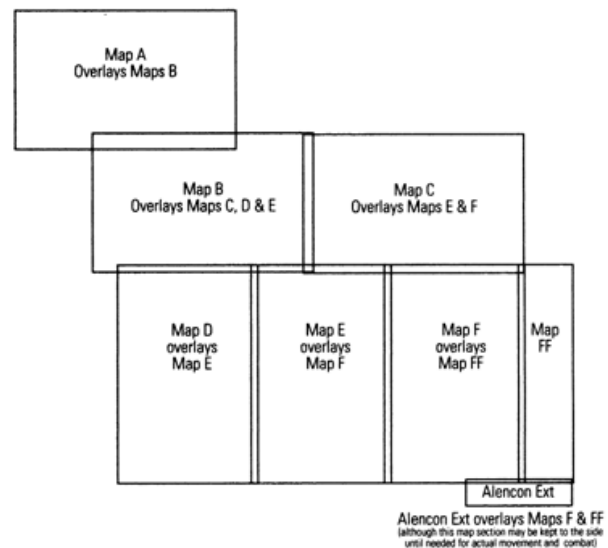 Map A
Overlays Maps B
Map B
Overlays Maps C, D & E
Map C
Overlays Maps E & F
Map D
overlays
Map E
Map E
overlays
Map F
Map F
overlays
Map FF
Map
FF
Alencon Ext
Alencon Ext overlays Maps F & FF
(although this map section may be kept to the side
until needed for actual movement and combat)